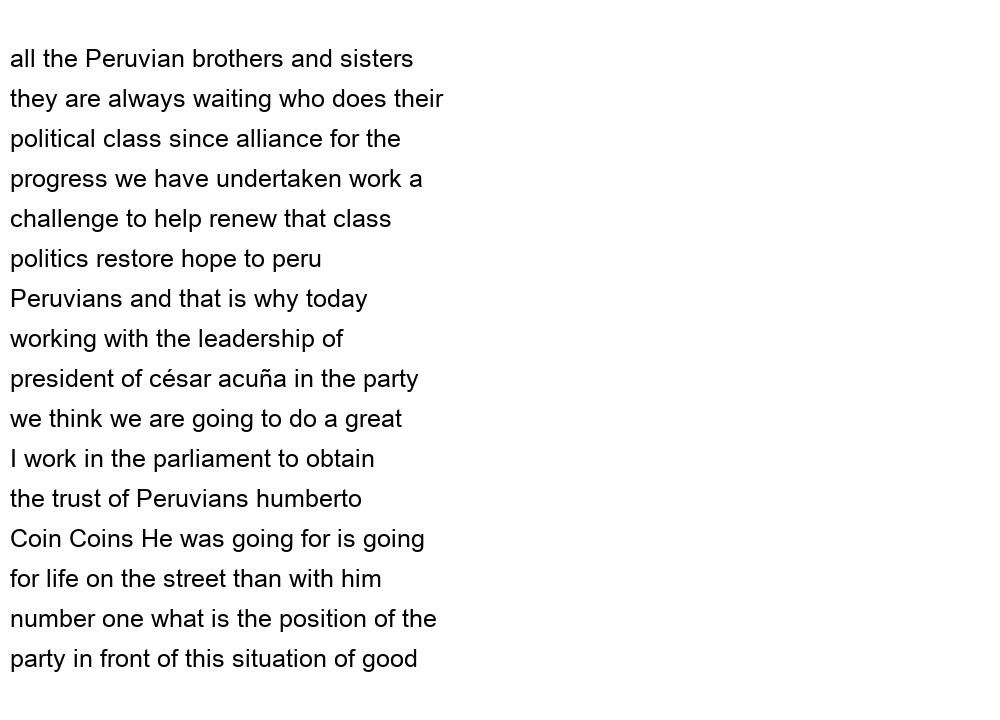 all the Peruvian brothers and sisters
they are always waiting who does their
political class since alliance for the
progress we have undertaken work a
challenge to help renew that class
politics restore hope to peru
Peruvians and that is why today
working with the leadership of
president of césar acuña in the party
we think we are going to do a great
I work in the parliament to obtain
the trust of Peruvians humberto
Coin Coins He was going for is going
for life on the street than with him
number one what is the position of the
party in front of this situation of good